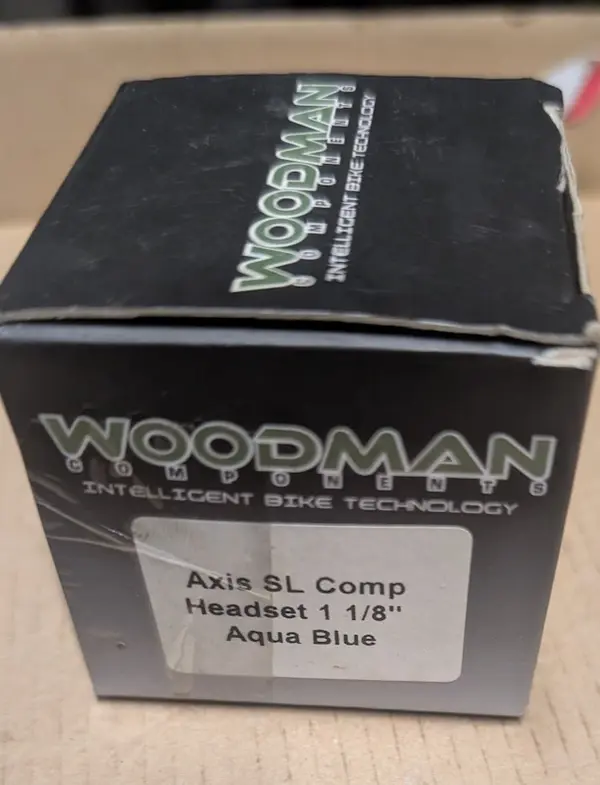 WOODMAN
COMPONENTS
INTELLIGENT BIKE TECHNOLOGY
WOODMAN
COMPONENTS
INTELLIGENT BIKE TECHNOLOGY
Axis SL Comp
Headset 1 1/8"
Aqua Blue